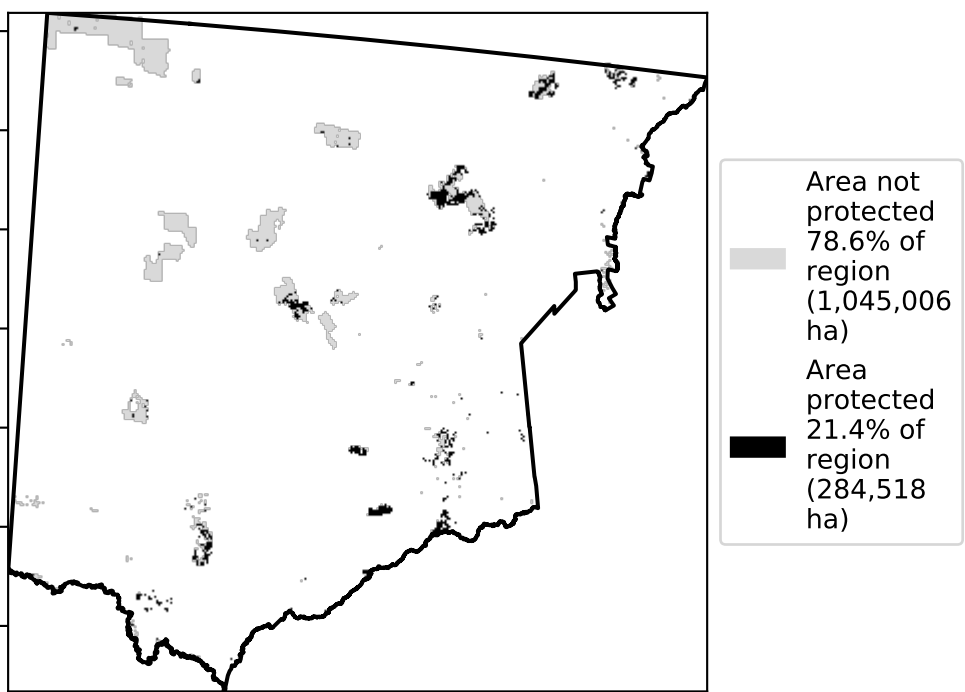 Area not
protected
78.6% of
region
(1,045,006
ha)
Area
protected
21.4% of
region
(284,518
ha)